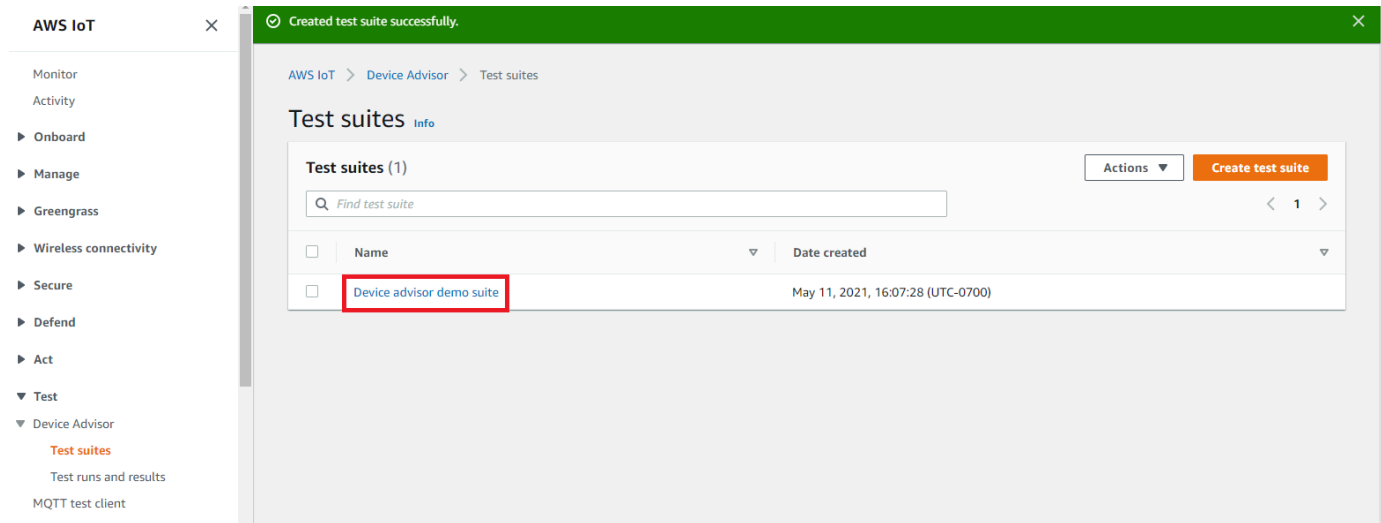 AWS IoT
Monitor
Activity
Onboard
Manage
Greengrass
Wireless connectivity
Secure
Defend
Act
Test
Device Advisor
Test suites
Test runs and results
MQTT test client
Created test suite successfully.
AWS IoT > Device Advisor > Test suites
Test suites Info
Test suites (1)
Actions Create test suite
Find test suite
1
Name Date created
Device advisor demo suite May 11, 2021, 16:07:28 (UTC-0700)